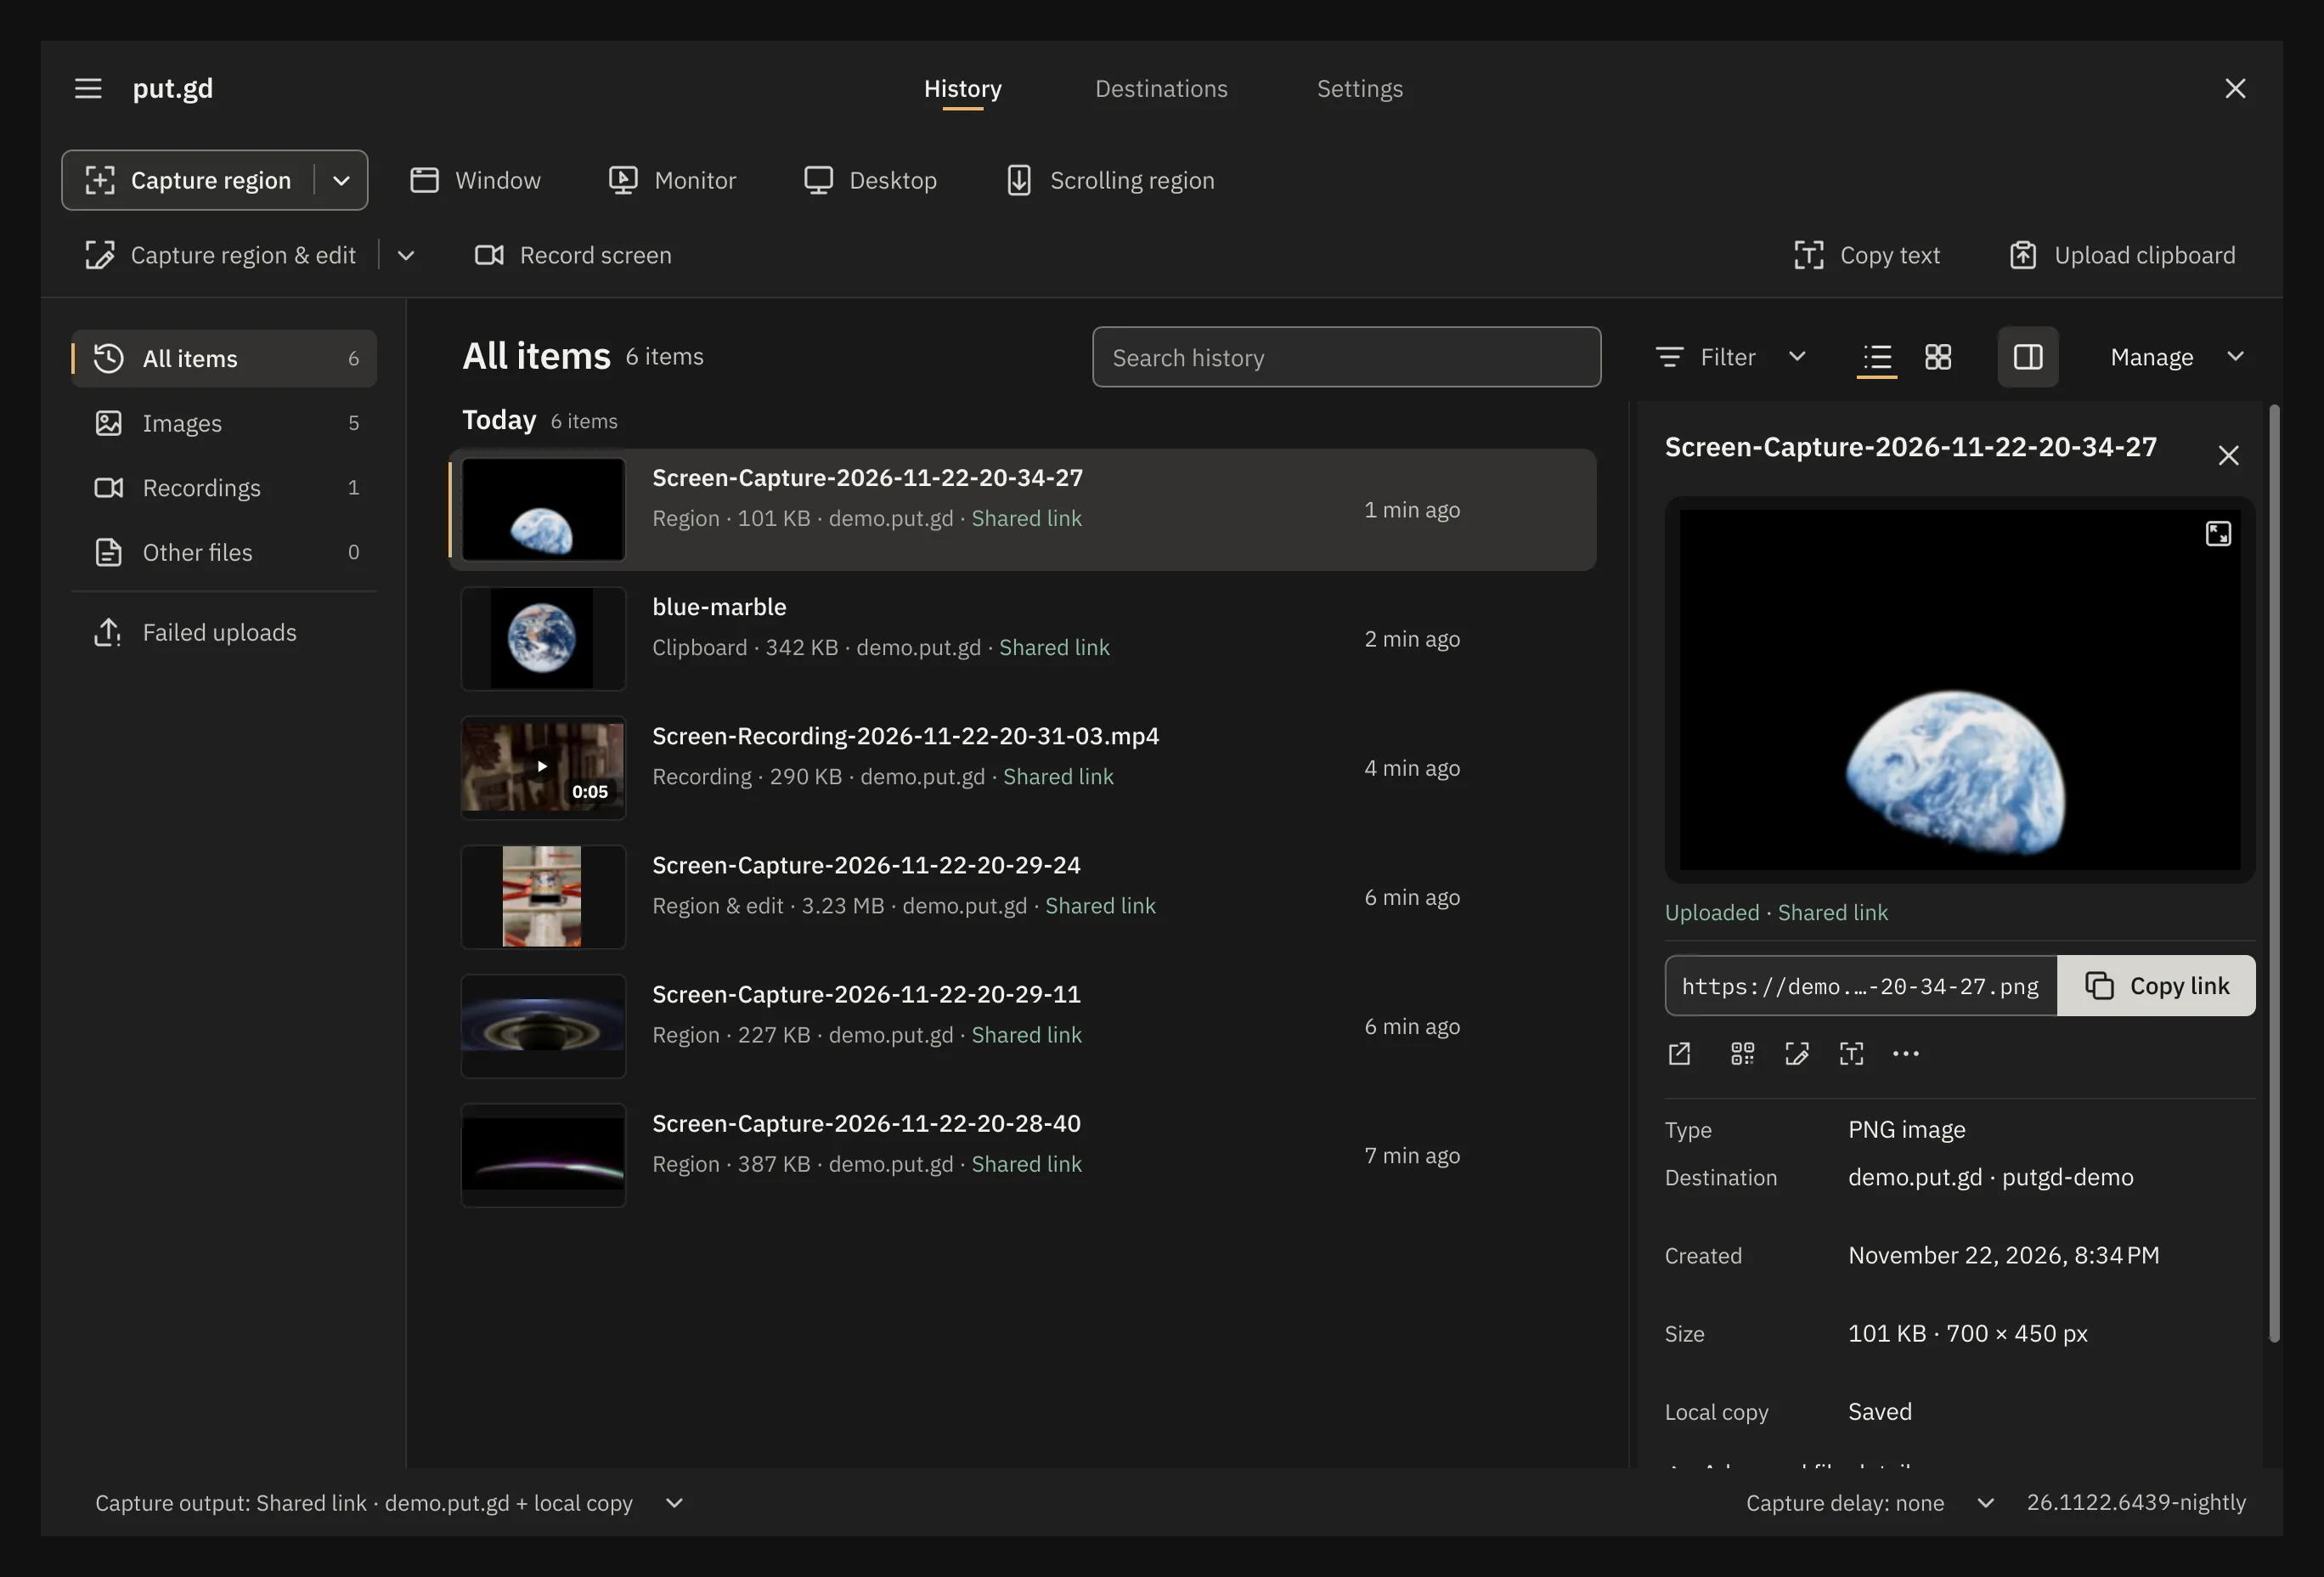 put.gd
History
Destinations
Settings
Capture region
Window
Monitor
Desktop
Scrolling region
Capture region & edit
Record screen
Copy text
Upload clipboard
All items 6
Images 5
Recordings 1
Other files 0
Failed uploads
All items 6 items
Search history
Filter
Manage
Today 6 items
Screen-Capture-2026-11-22-20-34-27
Region · 101 KB · demo.put.gd · Shared link
1 min ago
blue-marble
Clipboard · 342 KB · demo.put.gd · Shared link
2 min ago
Screen-Recording-2026-11-22-20-31-03.mp4
Recording · 290 KB · demo.put.gd · Shared link
0:05
4 min ago
Screen-Capture-2026-11-22-20-29-24
Region & edit · 3.23 MB · demo.put.gd · Shared link
6 min ago
Screen-Capture-2026-11-22-20-29-11
Region · 227 KB · demo.put.gd · Shared link
6 min ago
Screen-Capture-2026-11-22-20-28-40
Region · 387 KB · demo.put.gd · Shared link
7 min ago
Screen-Capture-2026-11-22-20-34-27
Uploaded · Shared link
https://demo.…-20-34-27.png
Copy link
Type PNG image
Destination demo.put.gd · putgd-demo
Created November 22, 2026, 8:34 PM
Size 101 KB · 700 × 450 px
Local copy Saved
Capture output: Shared link · demo.put.gd + local copy
Capture delay: none
26.1122.6439-nightly